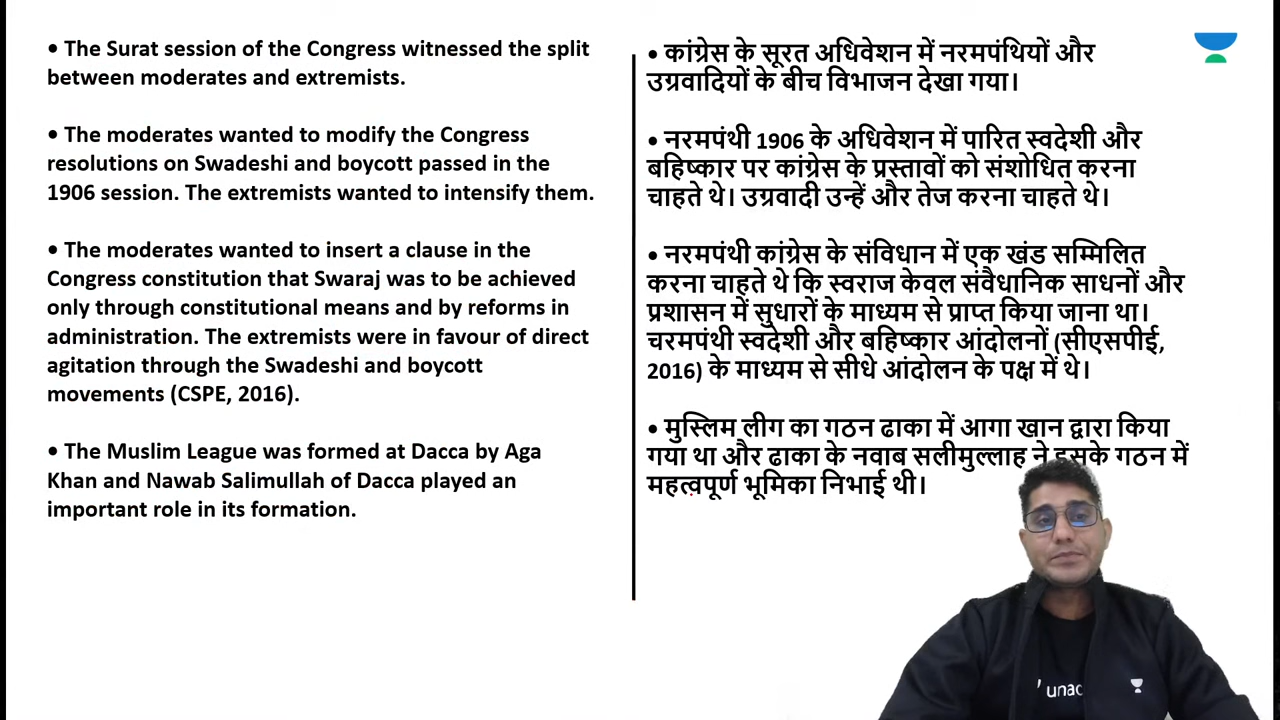 • The Surat session of the Congress witnessed the split
between moderates and extremists.
• The moderates wanted to modify the Congress
resolutions on Swadeshi and boycott passed in the
1906 session. The extremists wanted to intensify them.
• The moderates wanted to insert a clause in the
Congress constitution that Swaraj was to be achieved
only through constitutional means and by reforms in
administration. The extremists were in favour of direct
agitation through the Swadeshi and boycott
movements (CSPE, 2016).
• The Muslim League was formed at Dacca by Aga
Khan and Nawab Salimullah of Dacca played an
important role in its formation.
• कांग्रेस के सूरत अधिवेशन में नरमपंथियों और
उग्रवादियों के बीच विभाजन देखा गया।
• नरमपंथी 1906 के अधिवेशन में पारित स्वदेशी और
बहिष्कार पर कांग्रेस के प्रस्तावों को संशोधित करना
चाहते थे। उग्रवादी उन्हें और तेज करना चाहते थे।
• नरमपंथी कांग्रेस के संविधान में एक खंड सम्मिलित
करना चाहते थे कि स्वराज केवल संवैधानिक साधनों और
प्रशासन में सुधारों के माध्यम से प्राप्त किया जाना था।
चरमपंथी स्वदेशी और बहिष्कार आंदोलनों (सीएसपीई,
2016) के माध्यम से सीधे आंदोलन के पक्ष में थे।
• मुस्लिम लीग का गठन ढाका में आगा खान द्वारा किया
गया था और ढाका के नवाब सलीमुल्लाह ने इसके गठन में
महत्वपूर्ण भूमिका निभाई थी।
unac